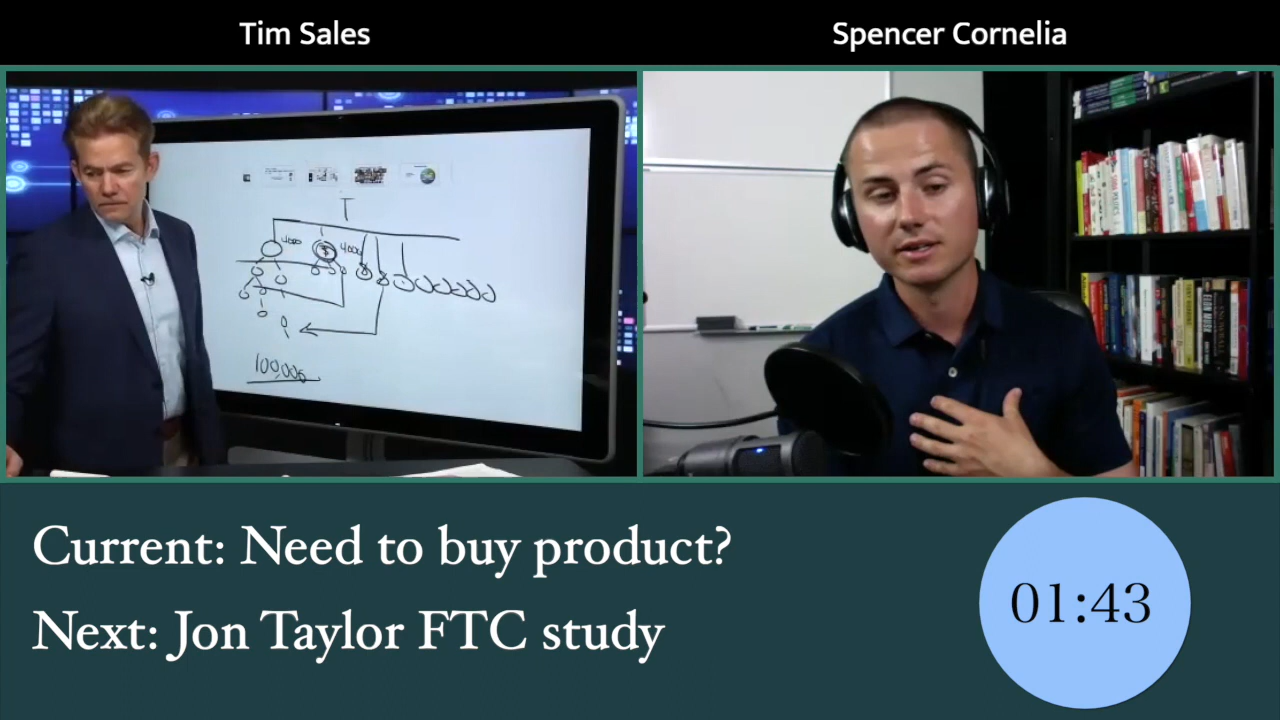 Tim Sales
Spencer Cornelia
T
4000
4000
100,000
Current: Need to buy product?
Next: Jon Taylor FTC study
01:43